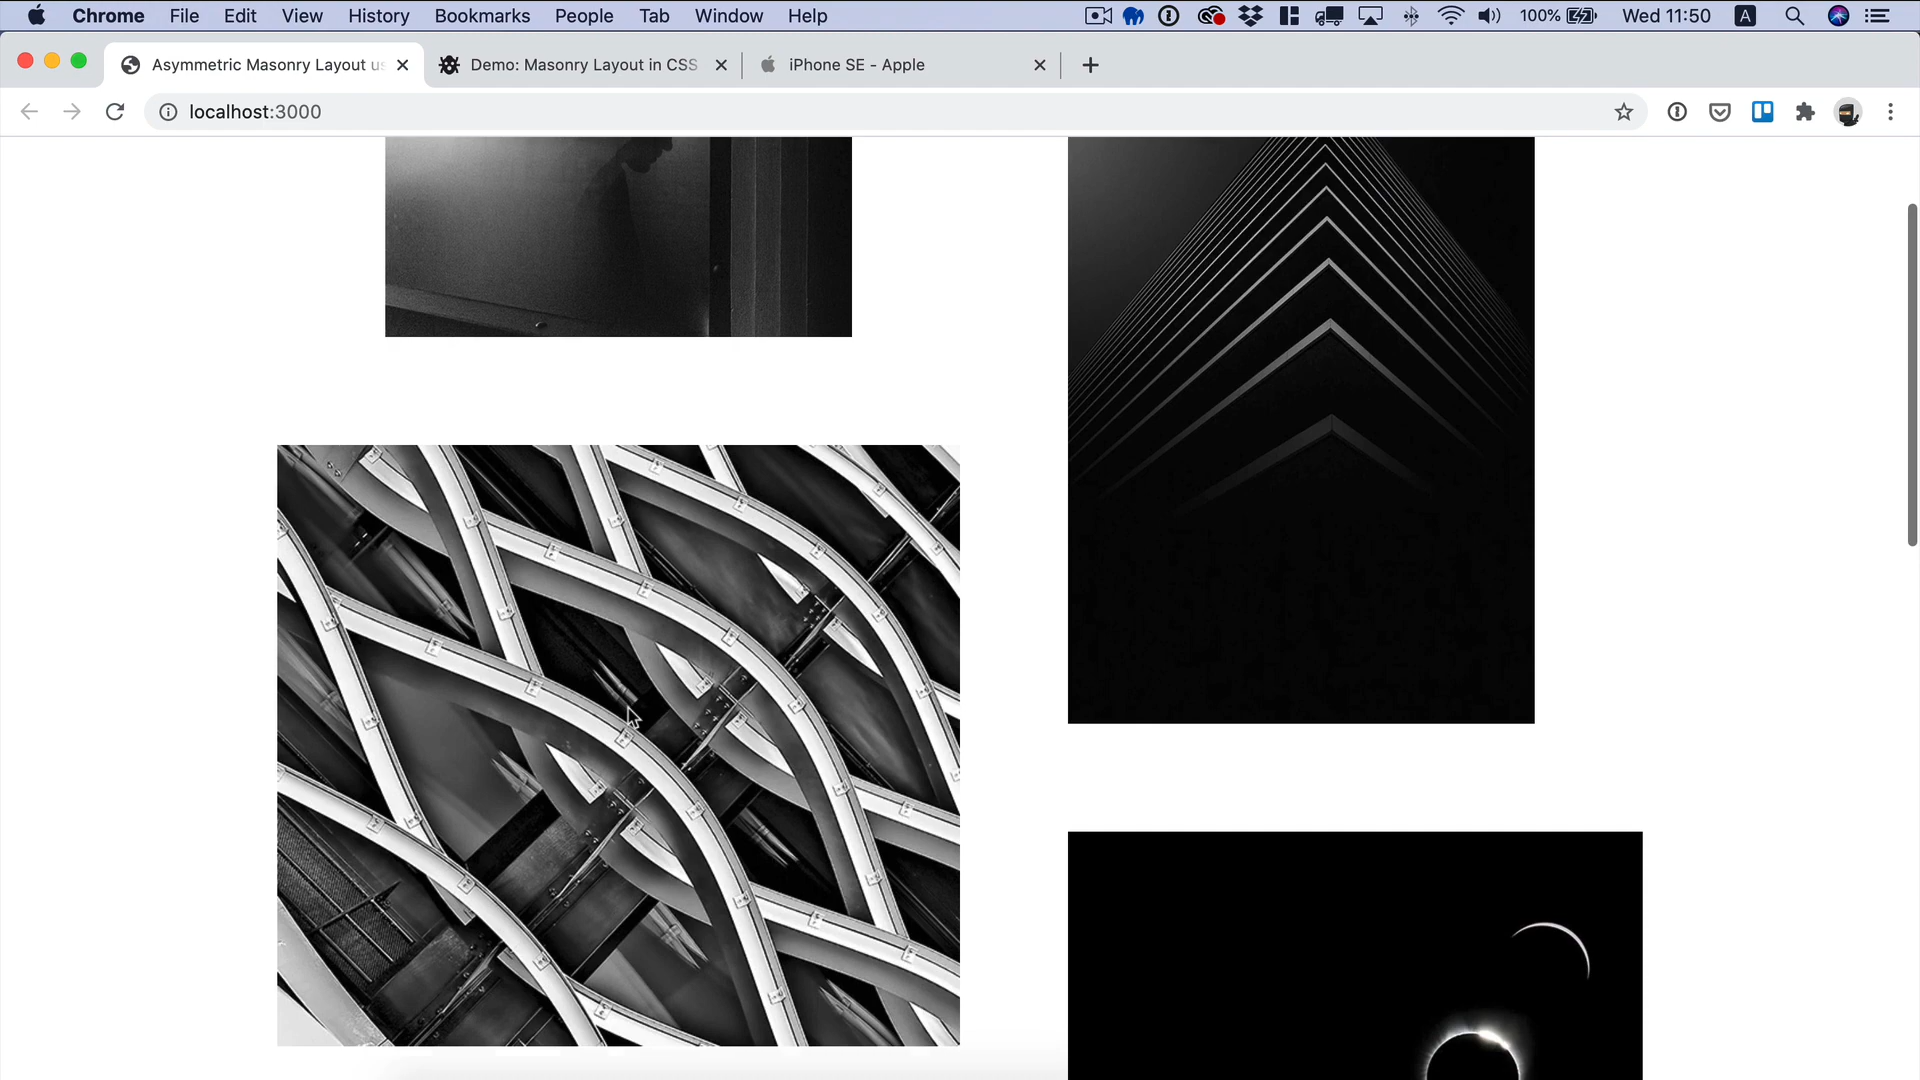 Chrome File Edit View History Bookmarks People Tab Window Help 100% Wed 11:50 A
Asymmetric Masonry Layout us Demo: Masonry Layout in CSS iPhone SE - Apple
localhost:3000